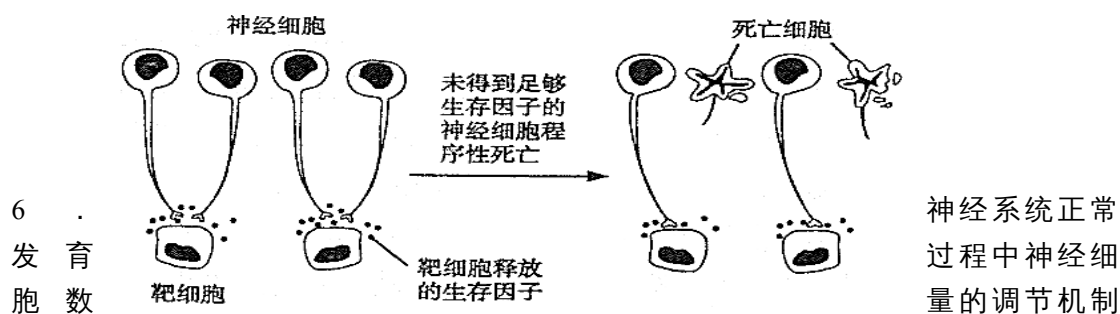 神经细胞
死亡细胞
未得到足够
生存因子的
神经细胞程
序性死亡
靶细胞
靶细胞释放
的生存因子
6 . 神经系统正常
发育 过程中神经细
胞数 量的调节机制